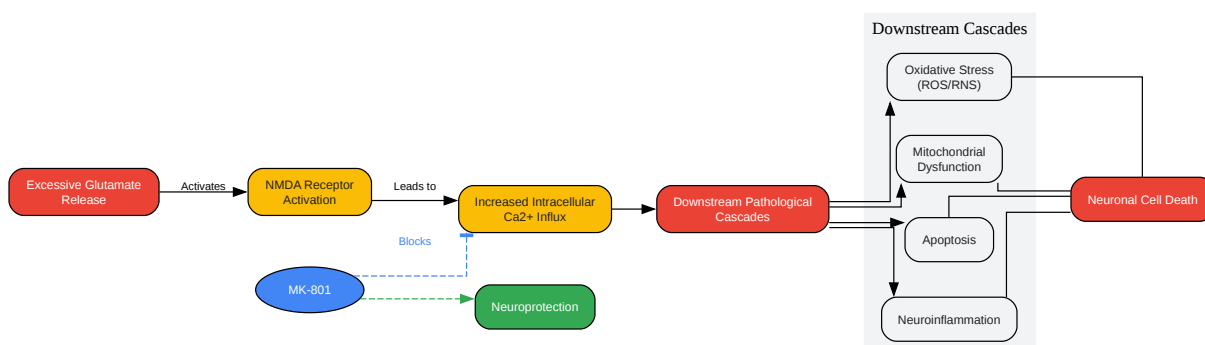 Downstream Cascades
Oxidative Stress
(ROS/RNS)
Mitochondrial
Dysfunction
Excessive Glutamate
Release
Activates
NMDA Receptor
Activation
Leads to
Increased Intracellular
Ca2+ Influx
Downstream Pathological
Cascades
Neuronal Cell Death
Apoptosis
Blocks
MK-801
Neuroprotection
Neuroinflammation